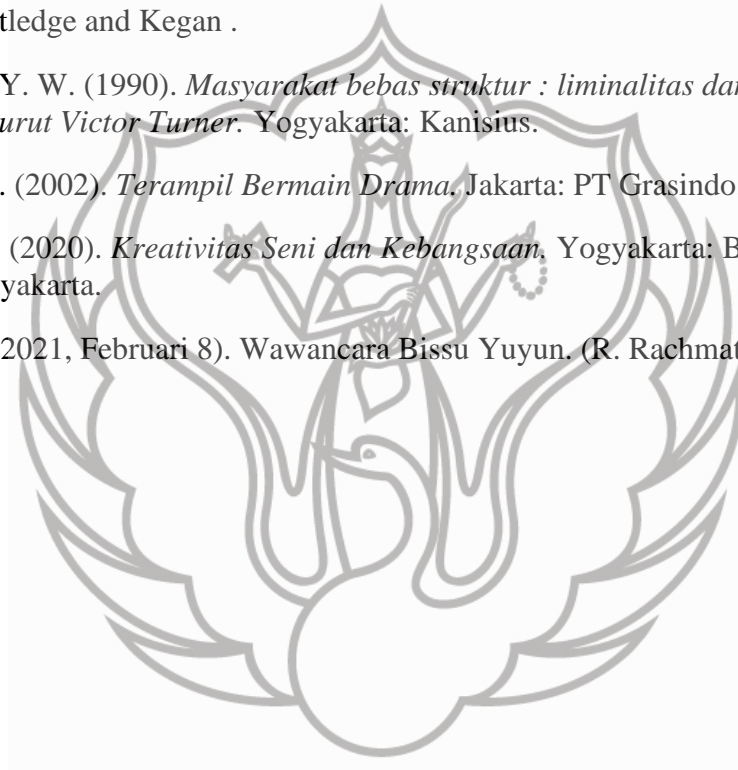 tledge and Kegan .
Y. W. (1990). Masyarakat bebas struktur : liminalitas dan
urut Victor Turner. Yogyakarta: Kanisius.
. (2002). Terampil Bermain Drama. Jakarta: PT Grasindo
(2020). Kreativitas Seni dan Kebangsaan. Yogyakarta: B
yakarta.
2021, Februari 8). Wawancara Bissu Yuyun. (R. Rachmat